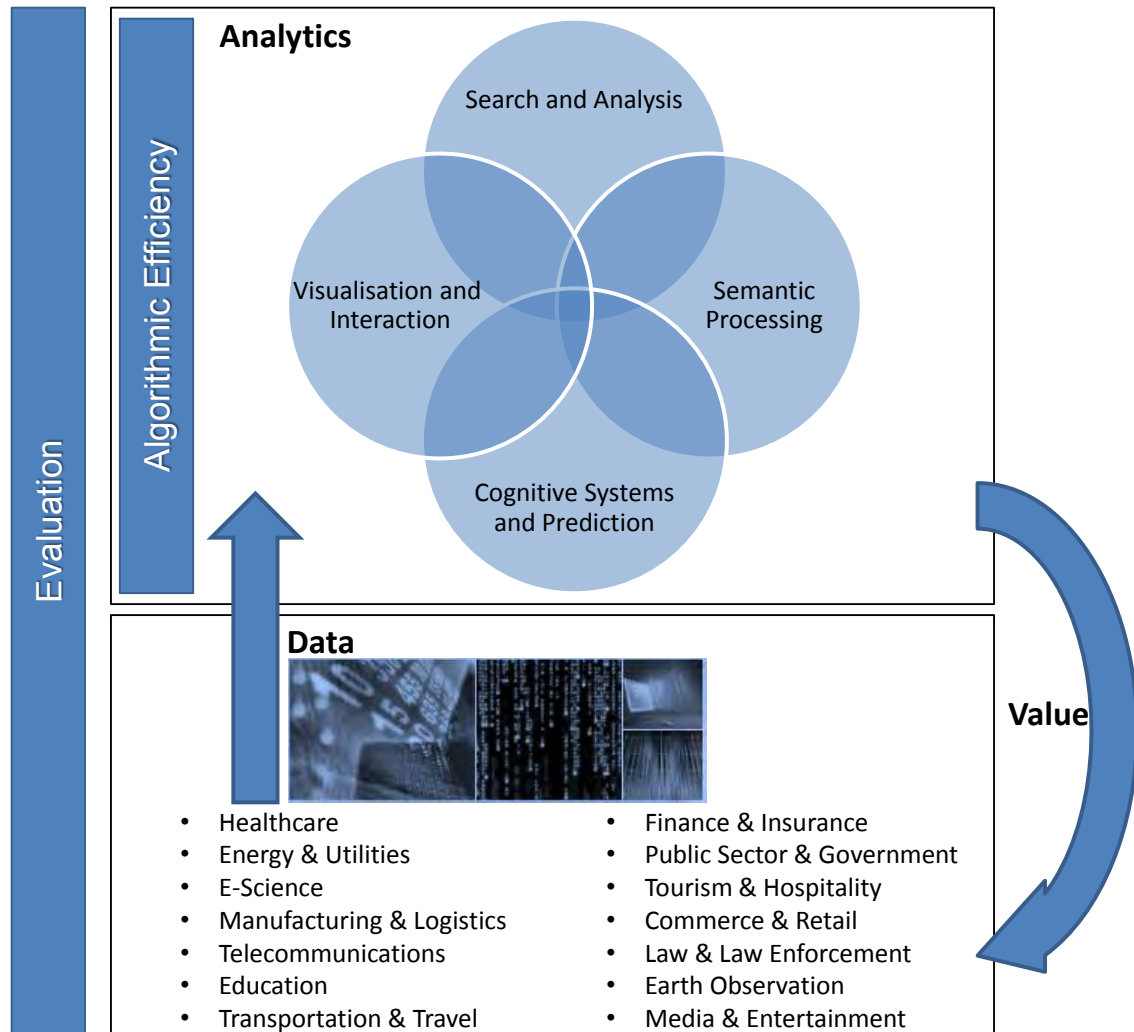 Evaluation
Algorithmic Efficiency
Analytics
Search and Analysis
Visualisation and
Interaction
Semantic
Processing
Cognitive Systems
and Prediction
Data
Value
• Healthcare
• Energy & Utilities
• E-Science
• Manufacturing & Logistics
• Telecommunications
• Education
• Transportation & Travel
• Finance & Insurance
• Public Sector & Government
• Tourism & Hospitality
• Commerce & Retail
• Law & Law Enforcement
• Earth Observation
• Media & Entertainment